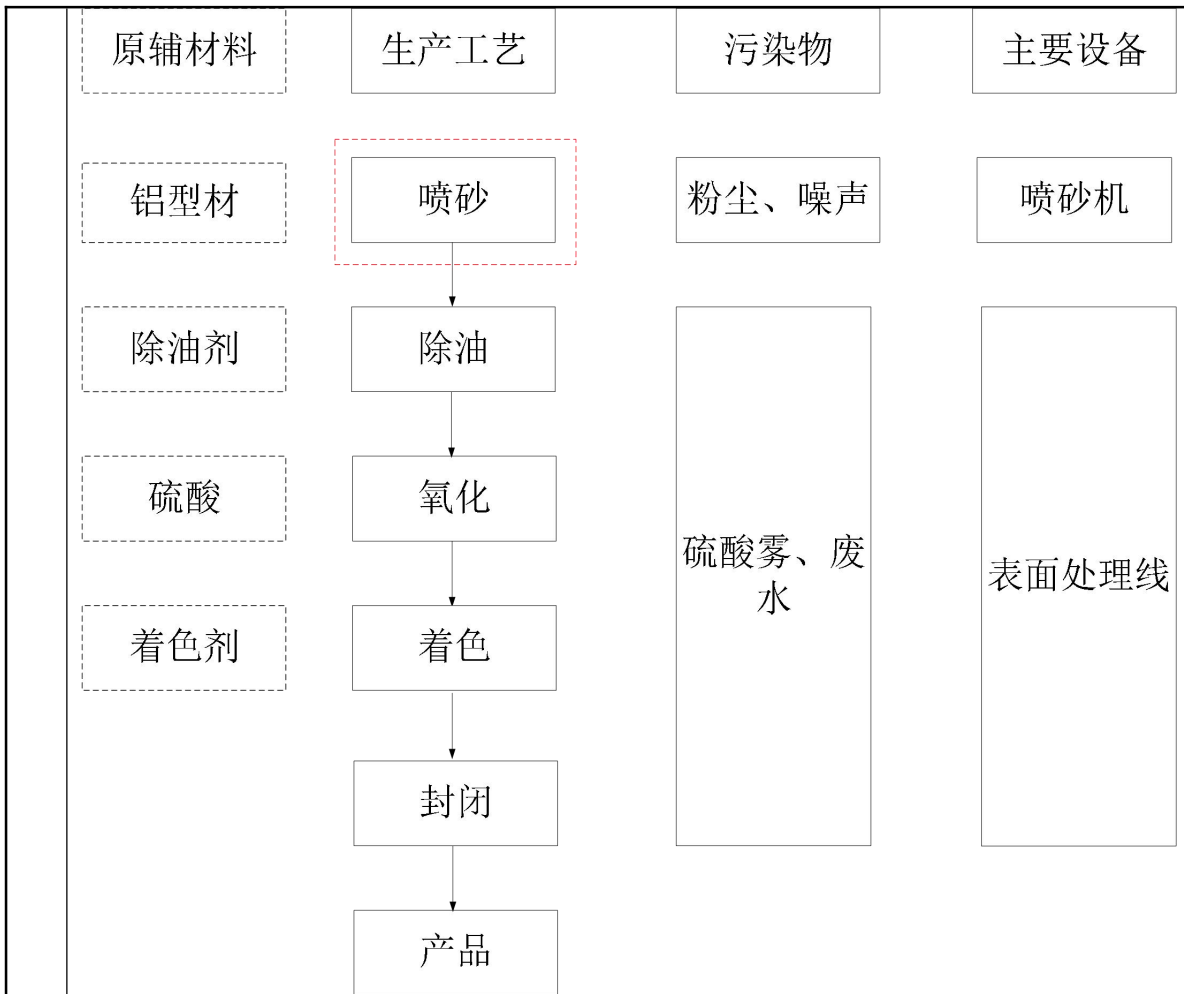 原辅材料
生产工艺
污染物
主要设备
铝型材
喷砂
粉尘、噪声
喷砂机
除油剂
除油
硫酸
氧化
硫酸雾、废
水
表面处理线
着色剂
着色
封闭
产品